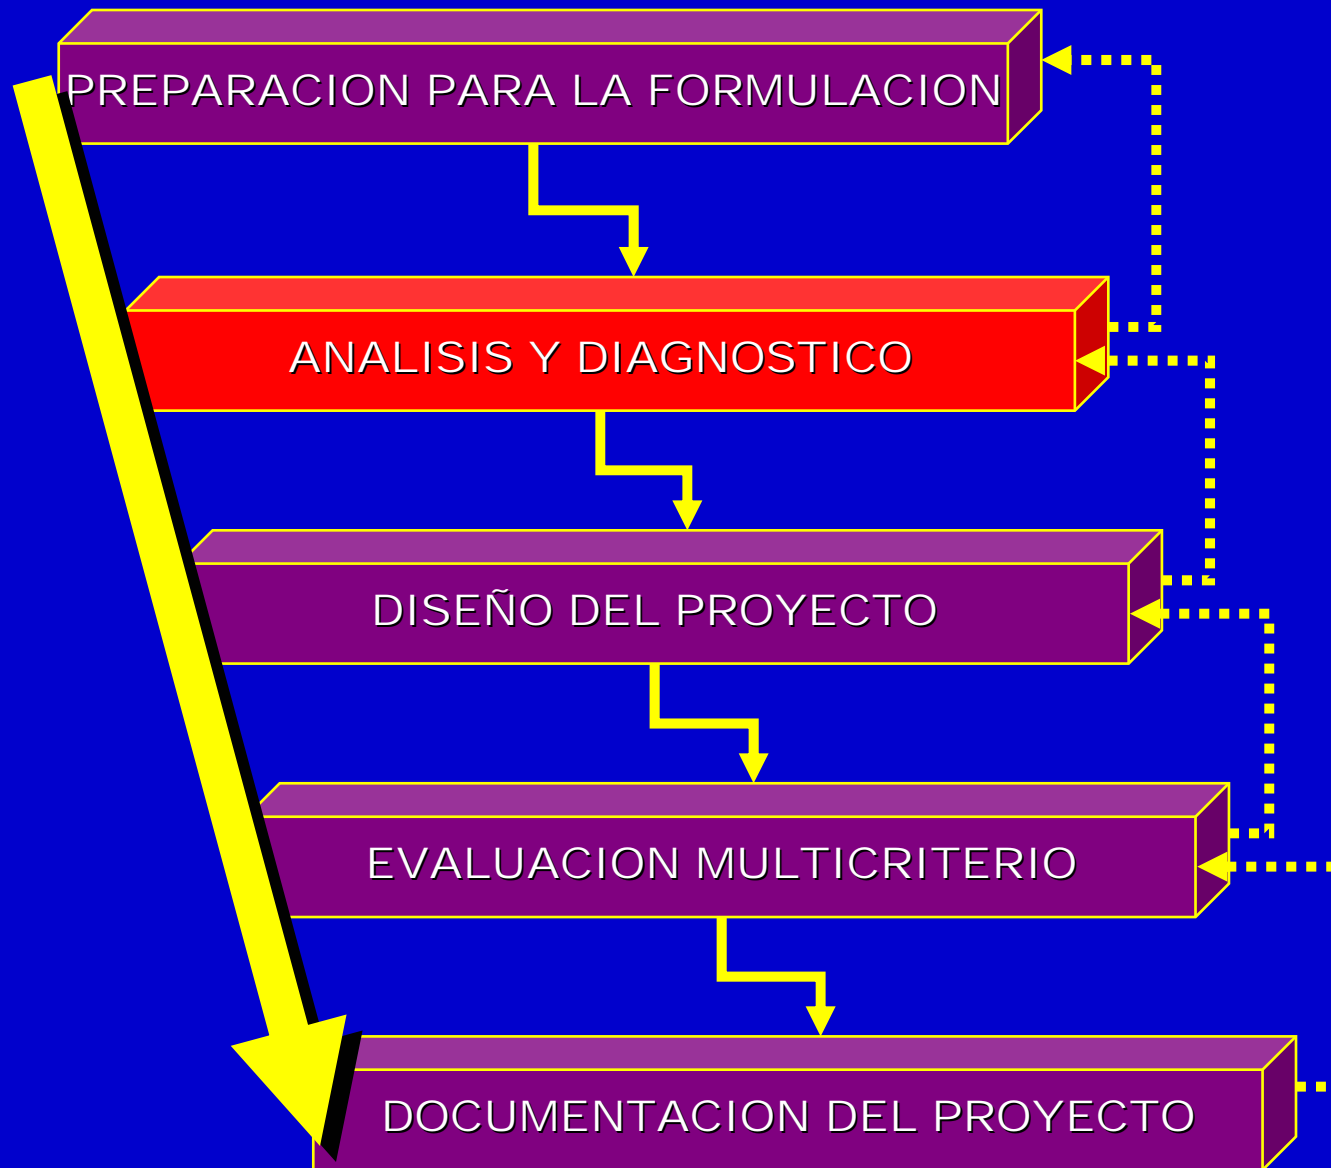 PREPARACION PARA LA FORMULACION
ANALISIS Y DIAGNOSTICO
DISEÑO DEL PROYECTO
EVALUACION MULTICRITERIO
DOCUMENTACION DEL PROYECTO